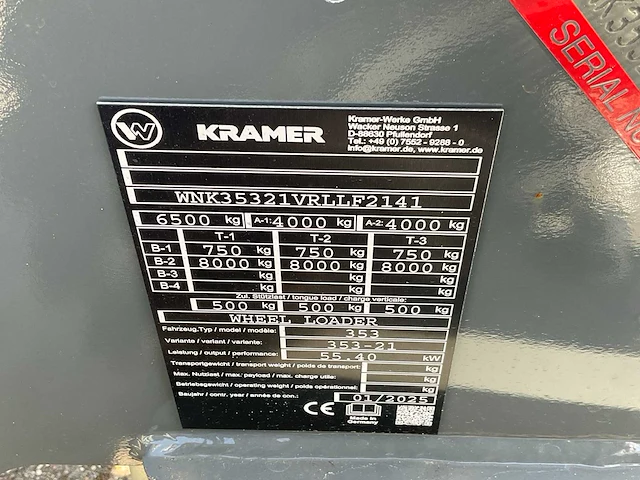 SERIAL N
W KRAMER
Kramer-Werke GmbH
Wacker Neuson Strasse 1
D-88630 Pfullendorf
Tel.: +49 (0) 7552 - 9288 - 0
info@kramer.de, www.kramer.de
WNK35321VRLLF2141
6500 kg A-1: 4000 kg A-2: 4000 kg
T-1 T-2 T-3
B-1 750 kg 750 kg 750 kg
B-2 8000 kg 8000 kg 8000 kg
B-3 kg kg kg
B-4 kg kg kg
Zul. Stützlast / tongue load / charge verticale:
500 kg 500 kg 500 kg
WHEEL LOADER
Fahrzeug.Typ / model / modèle: 353
Variante / variant / variante: 353-21
Leistung / output / performance: 55.40 kW
Transportgewicht / transport weight / poids de transport: kg
Max. Nutzlast / max. payload / max. charge utile: kg
Betriebsgewicht / operating weight / poids opérationnel: kg
Baujahr / contr. year / année de con.: 01/2025
CE Made in
Germany